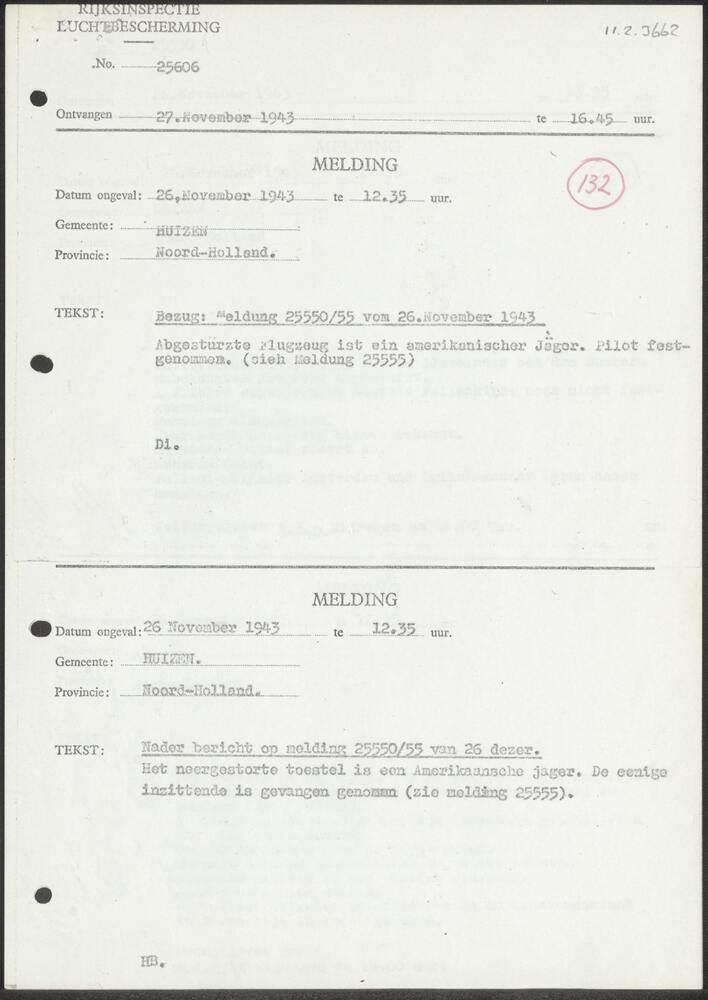 RIJKSINSPECTIE
LUCHTBESCHERMING
11.2.3662
No. 25606
Ontvangen 27.November 1943 te 16.45 uur.
MELDING
132
Datum ongeval: 26.November 1943 te 12.35 uur.
Gemeente: HUIZEN
Provincie: Noord-Holland.
TEKST: Bezug: Meldung 25550/55 vom 26.November 1943
Abgestürzte Flugzeug ist ein amerikanischer Jäger. Pilot fest-
genommen. (sieh Meldung 25555)
Di.
MELDING
Datum ongeval: 26 November 1943 te 12.35 uur.
Gemeente: HUIZEN.
Provincie: Noord-Holland.
TEKST: Nader bericht op melding 25550/55 van 26 dezer.
Het neergestorte toestel is een Amerikaansche jager. De eenige
inzittende is gevangen genomen (zie melding 25555).
HB.